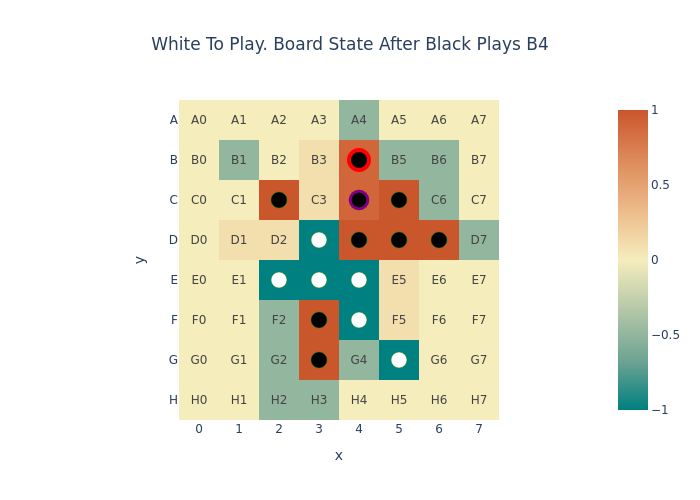 White To Play. Board State After Black Plays B4
A A0 A1 A2 A3 A4 A5 A6 A7
B B0 B1 B2 B3 B5 B6 B7
C C0 C1 C3 C6 C7
D D0 D1 D2 D7
E E0 E1 E5 E6 E7
F F0 F1 F2 F5 F6 F7
G G0 G1 G2 G4 G6 G7
H H0 H1 H2 H3 H4 H5 H6 H7
0 1 2 3 4 5 6 7
x
y
1
0.5
0
−0.5
−1